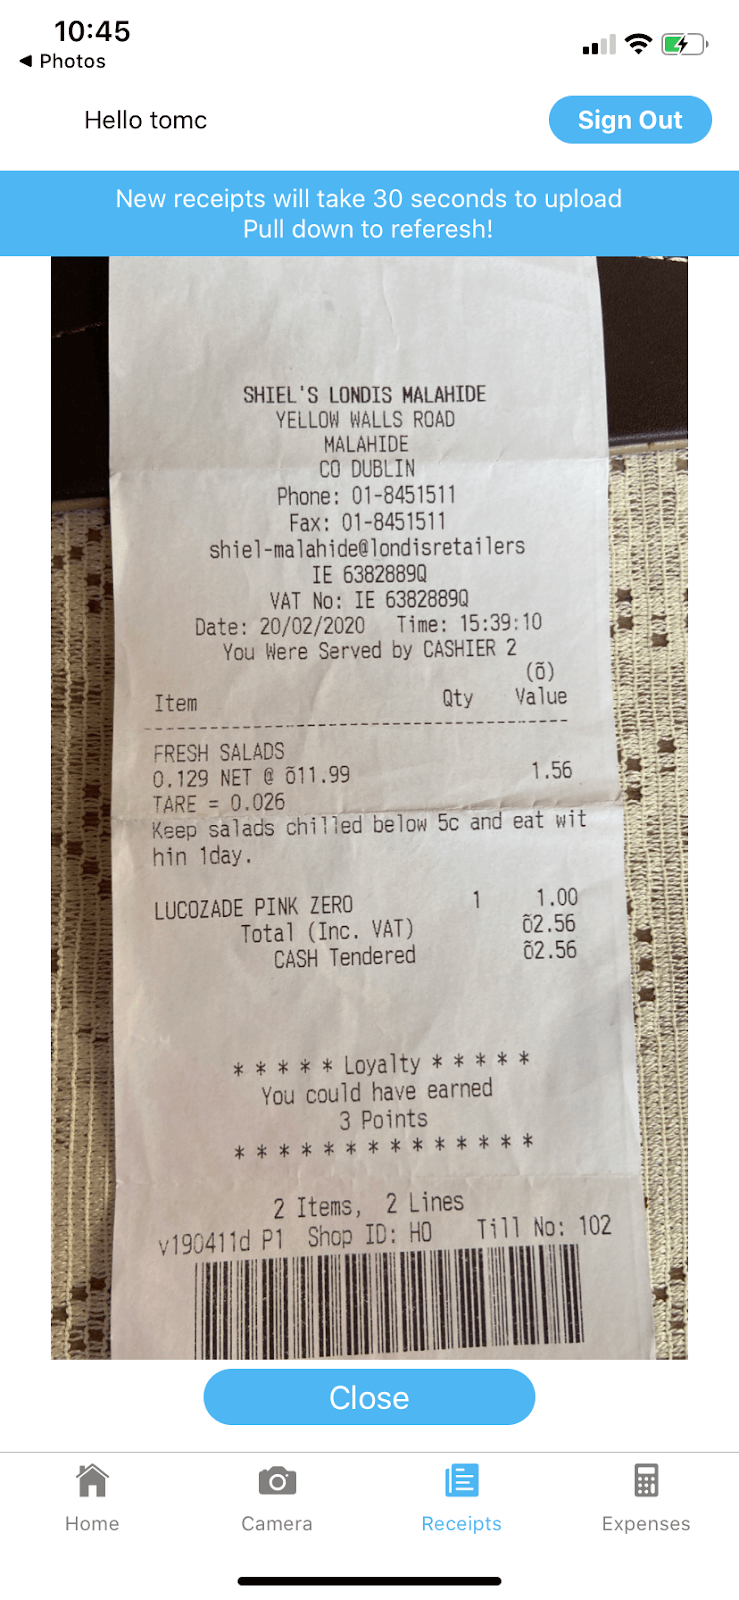 10:45
◀ Photos
Hello tomc
Sign Out
New receipts will take 30 seconds to upload
Pull down to referesh!
SHIEL'S LONDIS MALAHIDE
YELLOW WALLS ROAD
MALAHIDE
CO DUBLIN
Phone: 01-8451511
Fax: 01-8451511
shiel-malahide@londisretailers
IE 6382889Q
VAT No: IE 6382889Q
Date: 20/02/2020 Time: 15:39:10
You Were Served by CASHIER 2
(õ)
Item Qty Value
FRESH SALADS
0.129 NET @ õ11.99 1.56
TARE = 0.026
Keep salads chilled below 5c and eat wit
hin 1day.
LUCOZADE PINK ZERO 1 1.00
Total (Inc. VAT) õ2.56
CASH Tendered õ2.56
* * * * * Loyalty * * * * *
You could have earned
3 Points
* * * * * * * * * * * * * *
2 Items, 2 Lines
v190411d P1 Shop ID: HO Till No: 102
Close
Home Camera Receipts Expenses